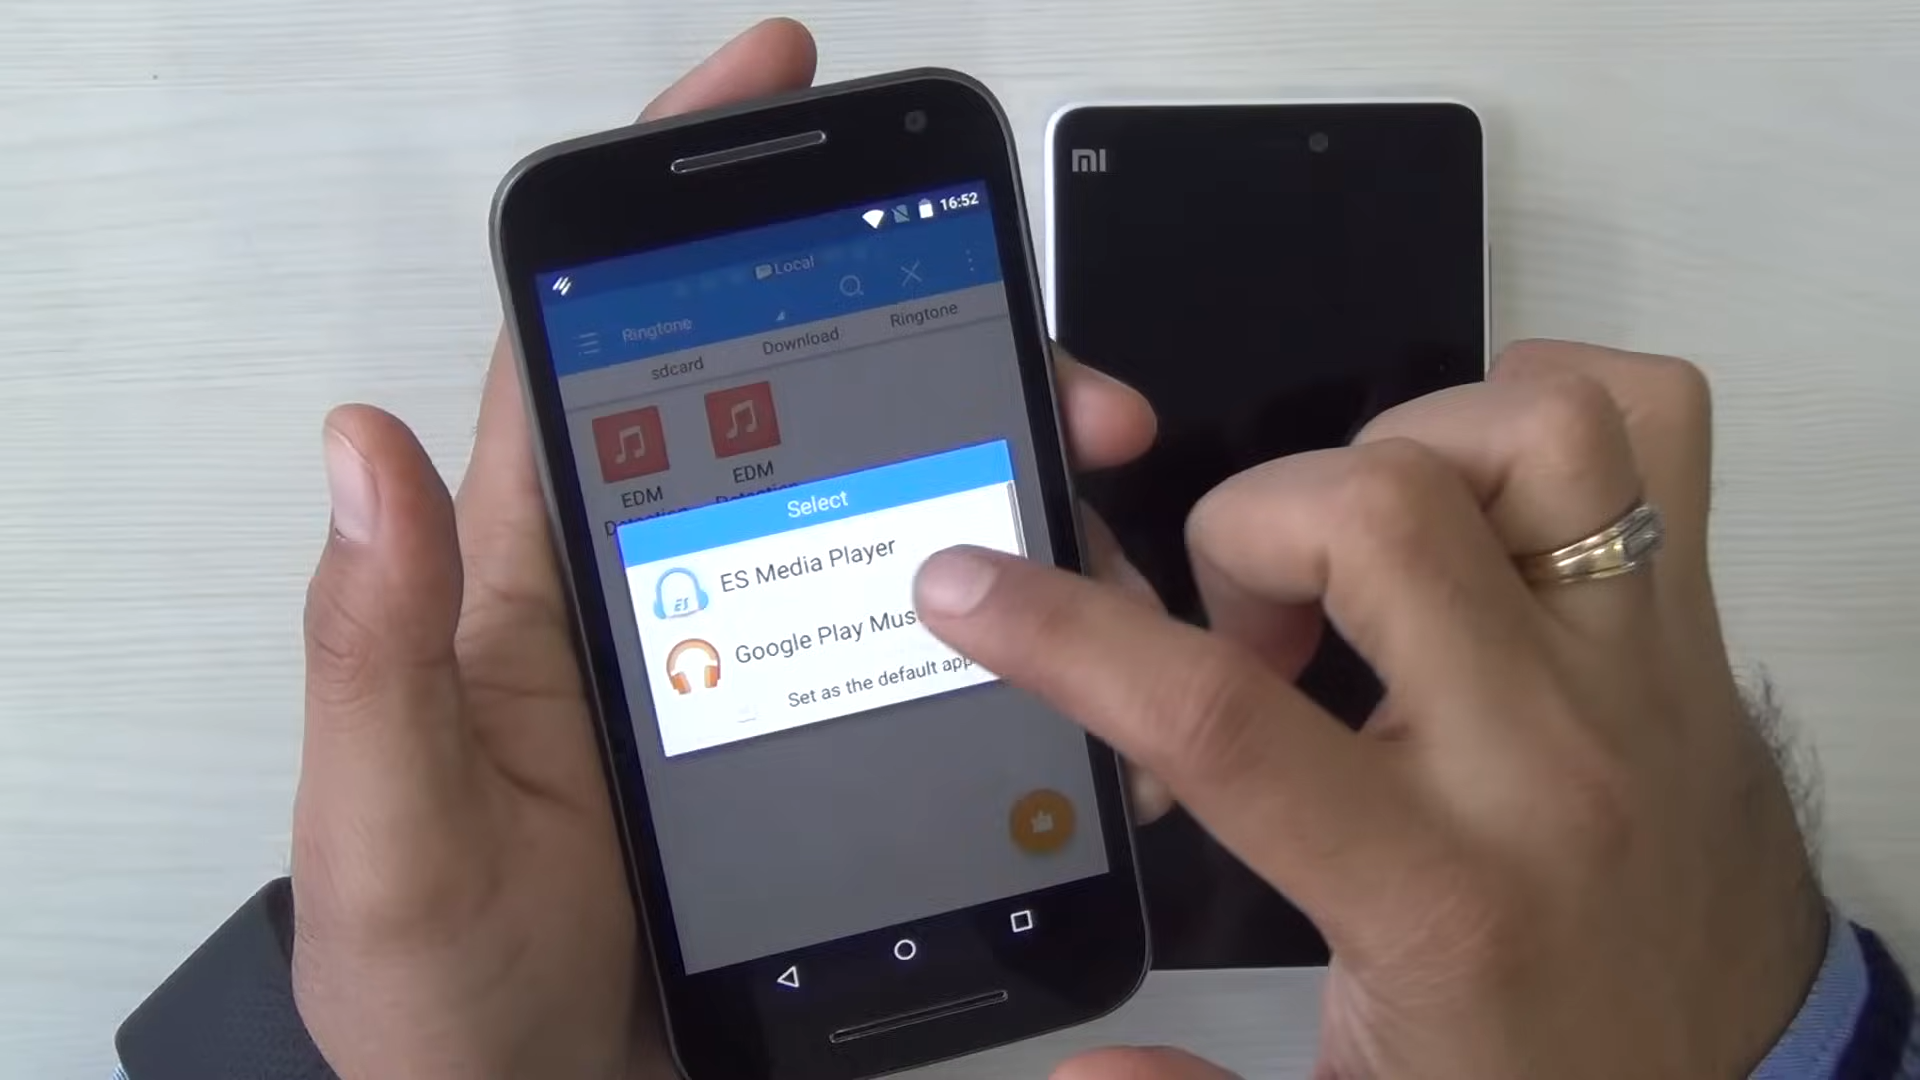 16:52
Local
Ringtone
sdcard
Download
Ringtone
EDM
EDM
Select
ES Media Player
ES
Google Play Mus
Set as the default app
MI